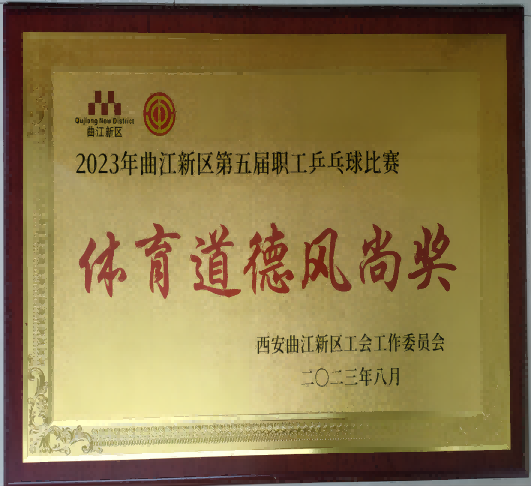 Qujiang New District
曲江新区
2023年曲江新区第五届职工乒乓球比赛
体育道德风尚奖
西安曲江新区工会工作委员会
二〇二三年八月